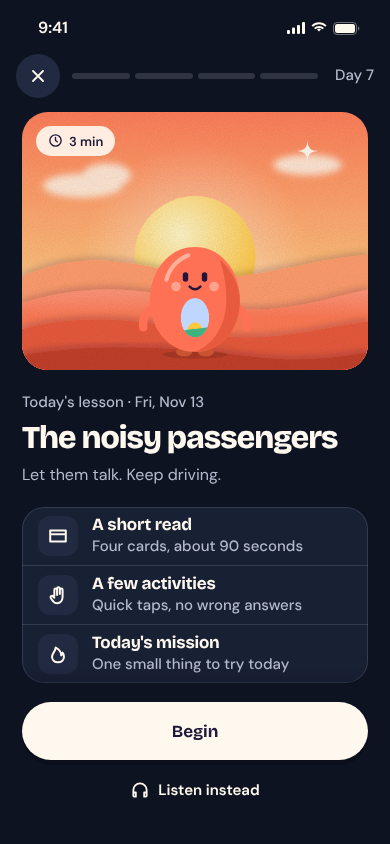 9:41
Day 7
3 min
Today's lesson · Fri, Nov 13
The noisy passengers
Let them talk. Keep driving.
A short read
Four cards, about 90 seconds
A few activities
Quick taps, no wrong answers
Today's mission
One small thing to try today
Begin
Listen instead